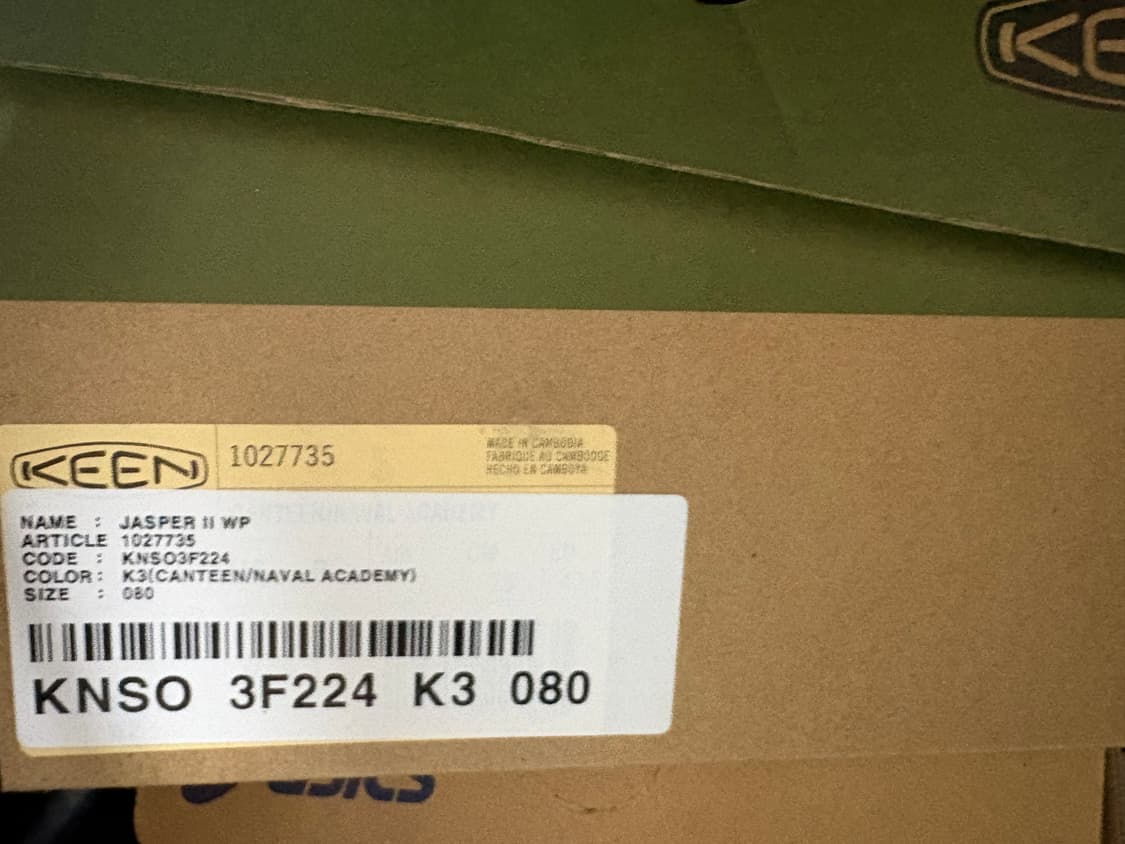 KE
KEEN
1027735
MADE IN CAMBODIA
FABRIQUE AU CAMBODGE
HECHO EN CAMBOYA
NAME : JASPER II WP
ARTICLE 1027735
CODE : KNSO3F224
COLOR : K3(CANTEEN/NAVAL ACADEMY)
SIZE : 080
KNSO 3F224 K3 080
asics